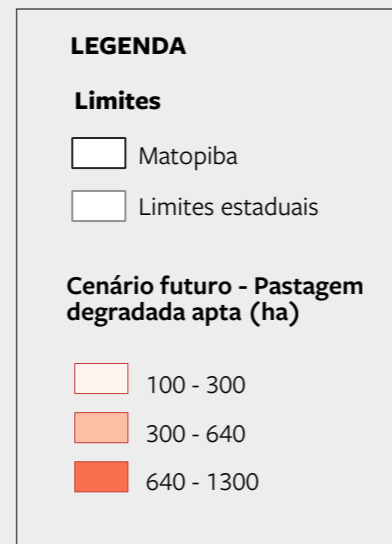 LEGENDA
Limites
Matopiba
Limites estaduais
Cenário futuro - Pastagem
degradada apta (ha)
100 - 300
300 - 640
640 - 1300